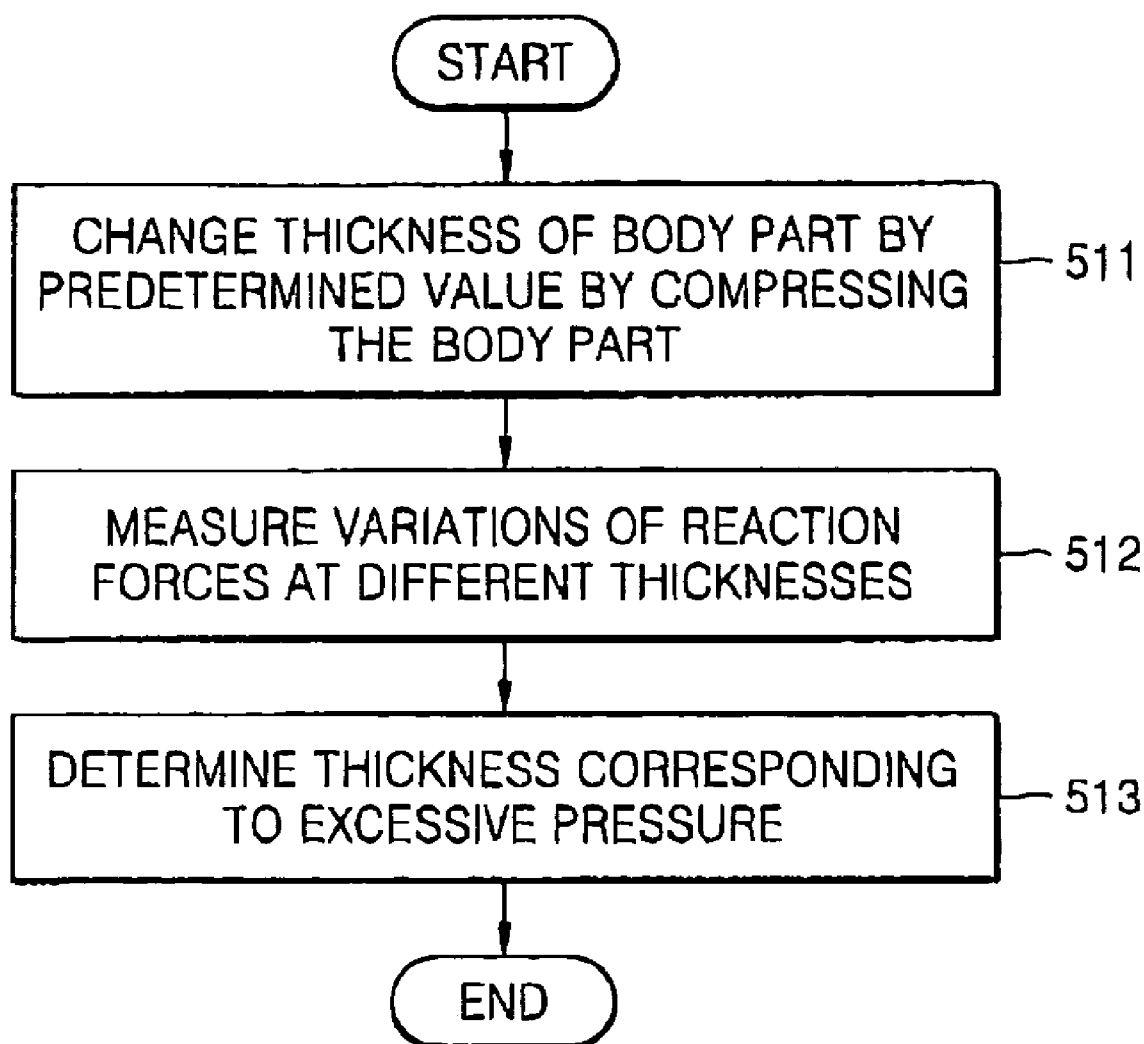 START
CHANGE THICKNESS OF BODY PART BY
PREDETERMINED VALUE BY COMPRESSING
THE BODY PART
511
MEASURE VARIATIONS OF REACTION
FORCES AT DIFFERENT THICKNESSES
512
DETERMINE THICKNESS CORRESPONDING
TO EXCESSIVE PRESSURE
513
END